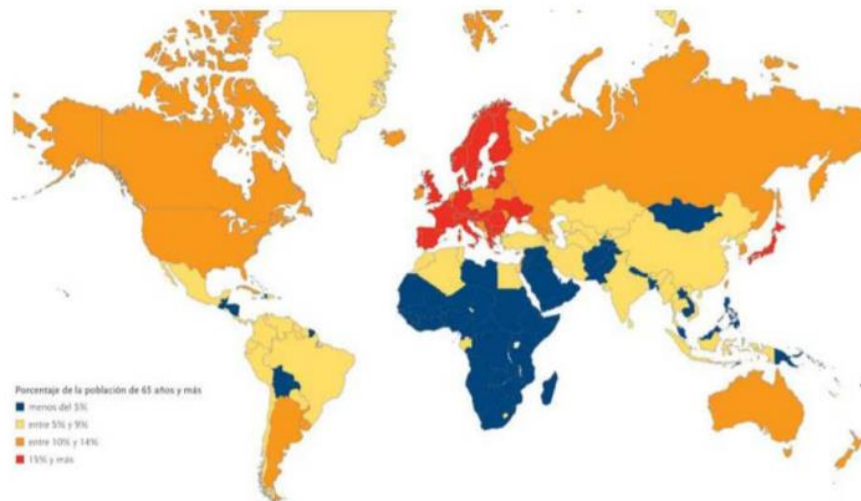 Porcentaje de la población de 65 años y más
menos del 5%
entre 5% y 9%
entre 10% y 14%
15% y más